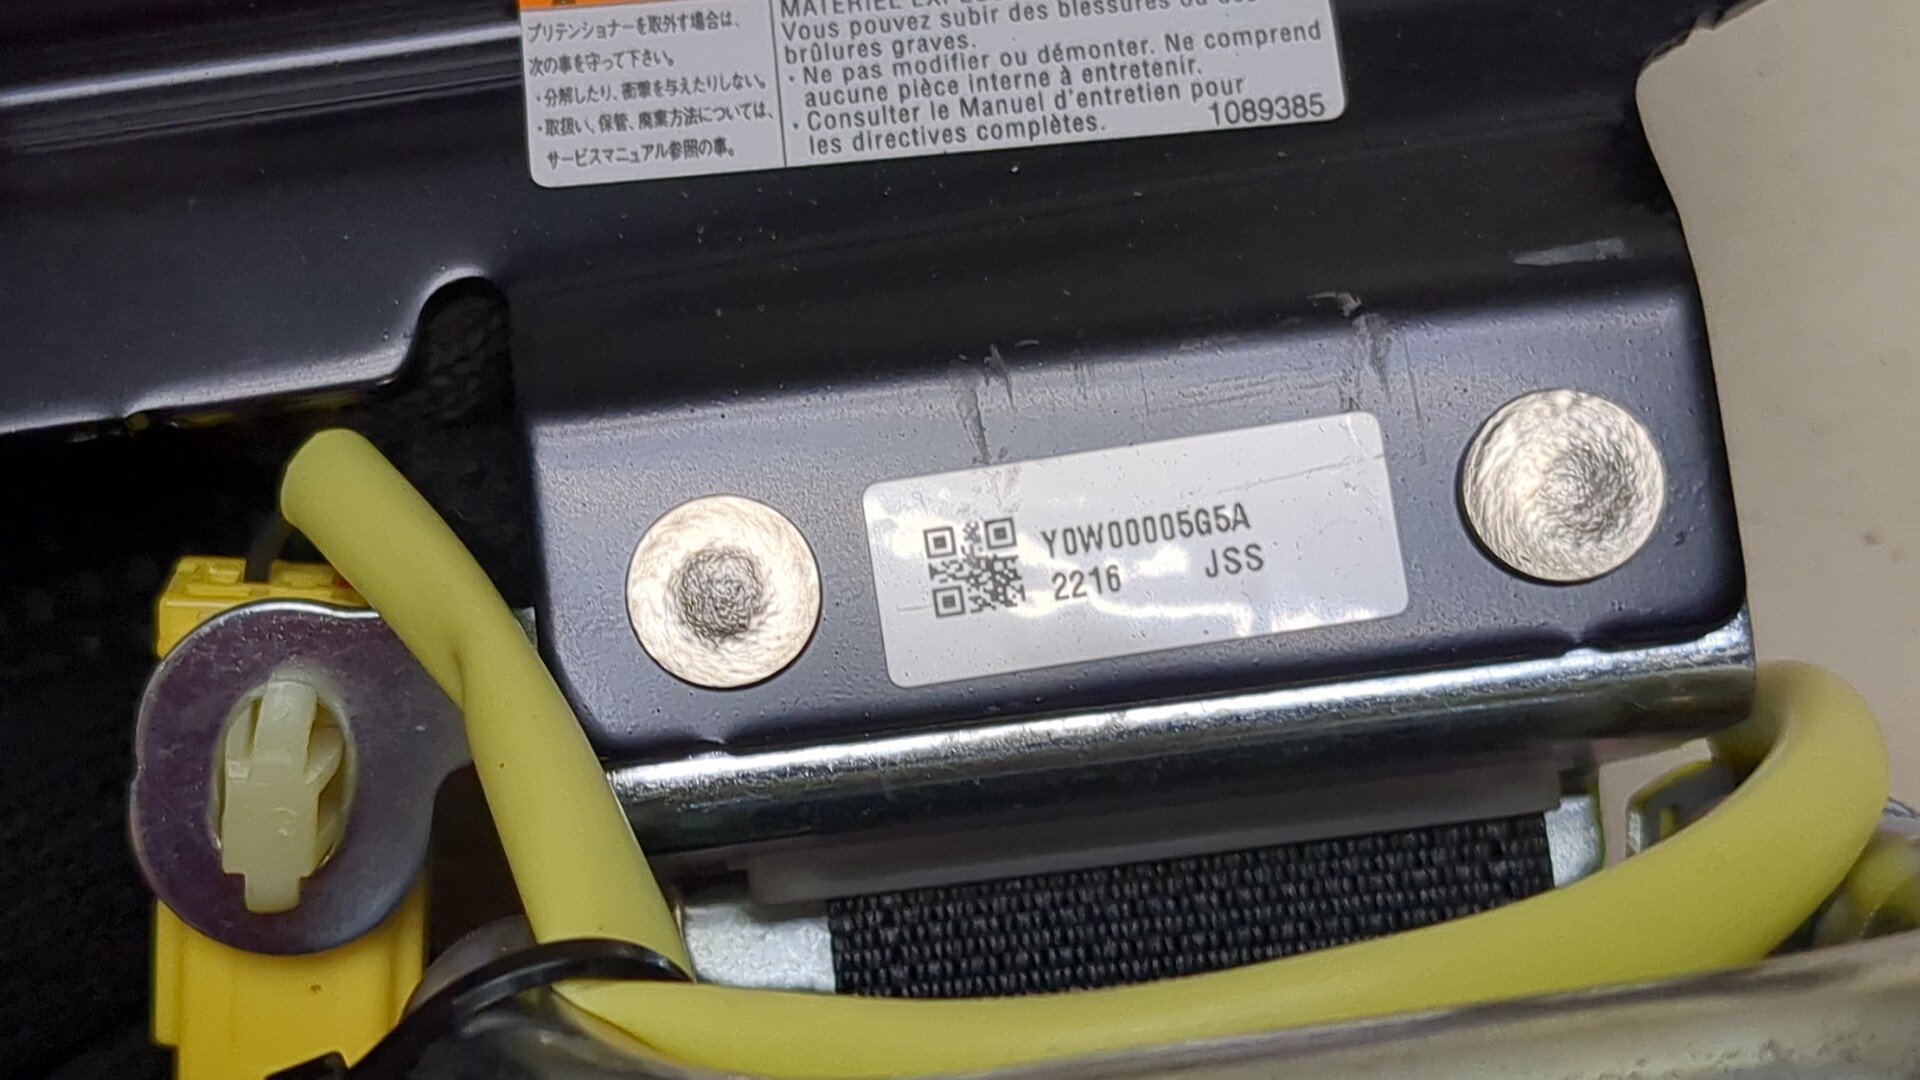 プリテンショナーを取外す場合は、
次の事を守って下さい。
・分解したり、衝撃を与えたりしない。
・取扱い、保管、廃棄方法については、
サービスマニュアル参照の事。
Vous pouvez subir des blessures ou des
brûlures graves.
· Ne pas modifier ou démonter. Ne comprend
aucune pièce interne à entretenir.
· Consulter le Manuel d'entretien pour
les directives complètes.
1089385
Y0W00005G5A
2216 JSS